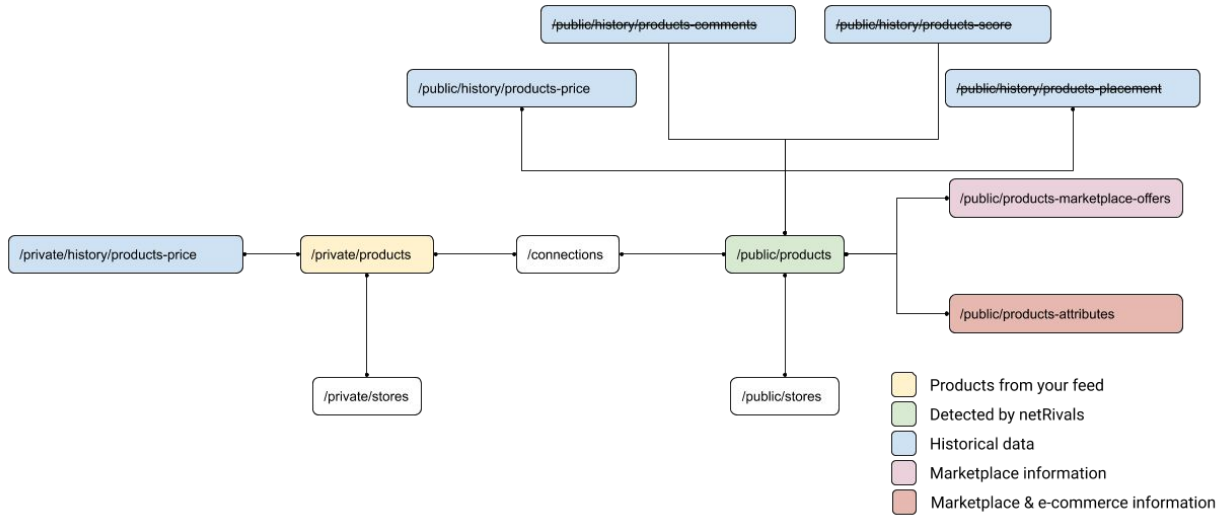 /public/history/products-comments
/public/history/products-score
/public/history/products-price
/public/history/products-placement
/public/products-marketplace-offers
/private/history/products-price
/private/products
/connections
/public/products
/public/products-attributes
/private/stores
/public/stores
Products from your feed
Detected by netRivals
Historical data
Marketplace information
Marketplace & e-commerce information